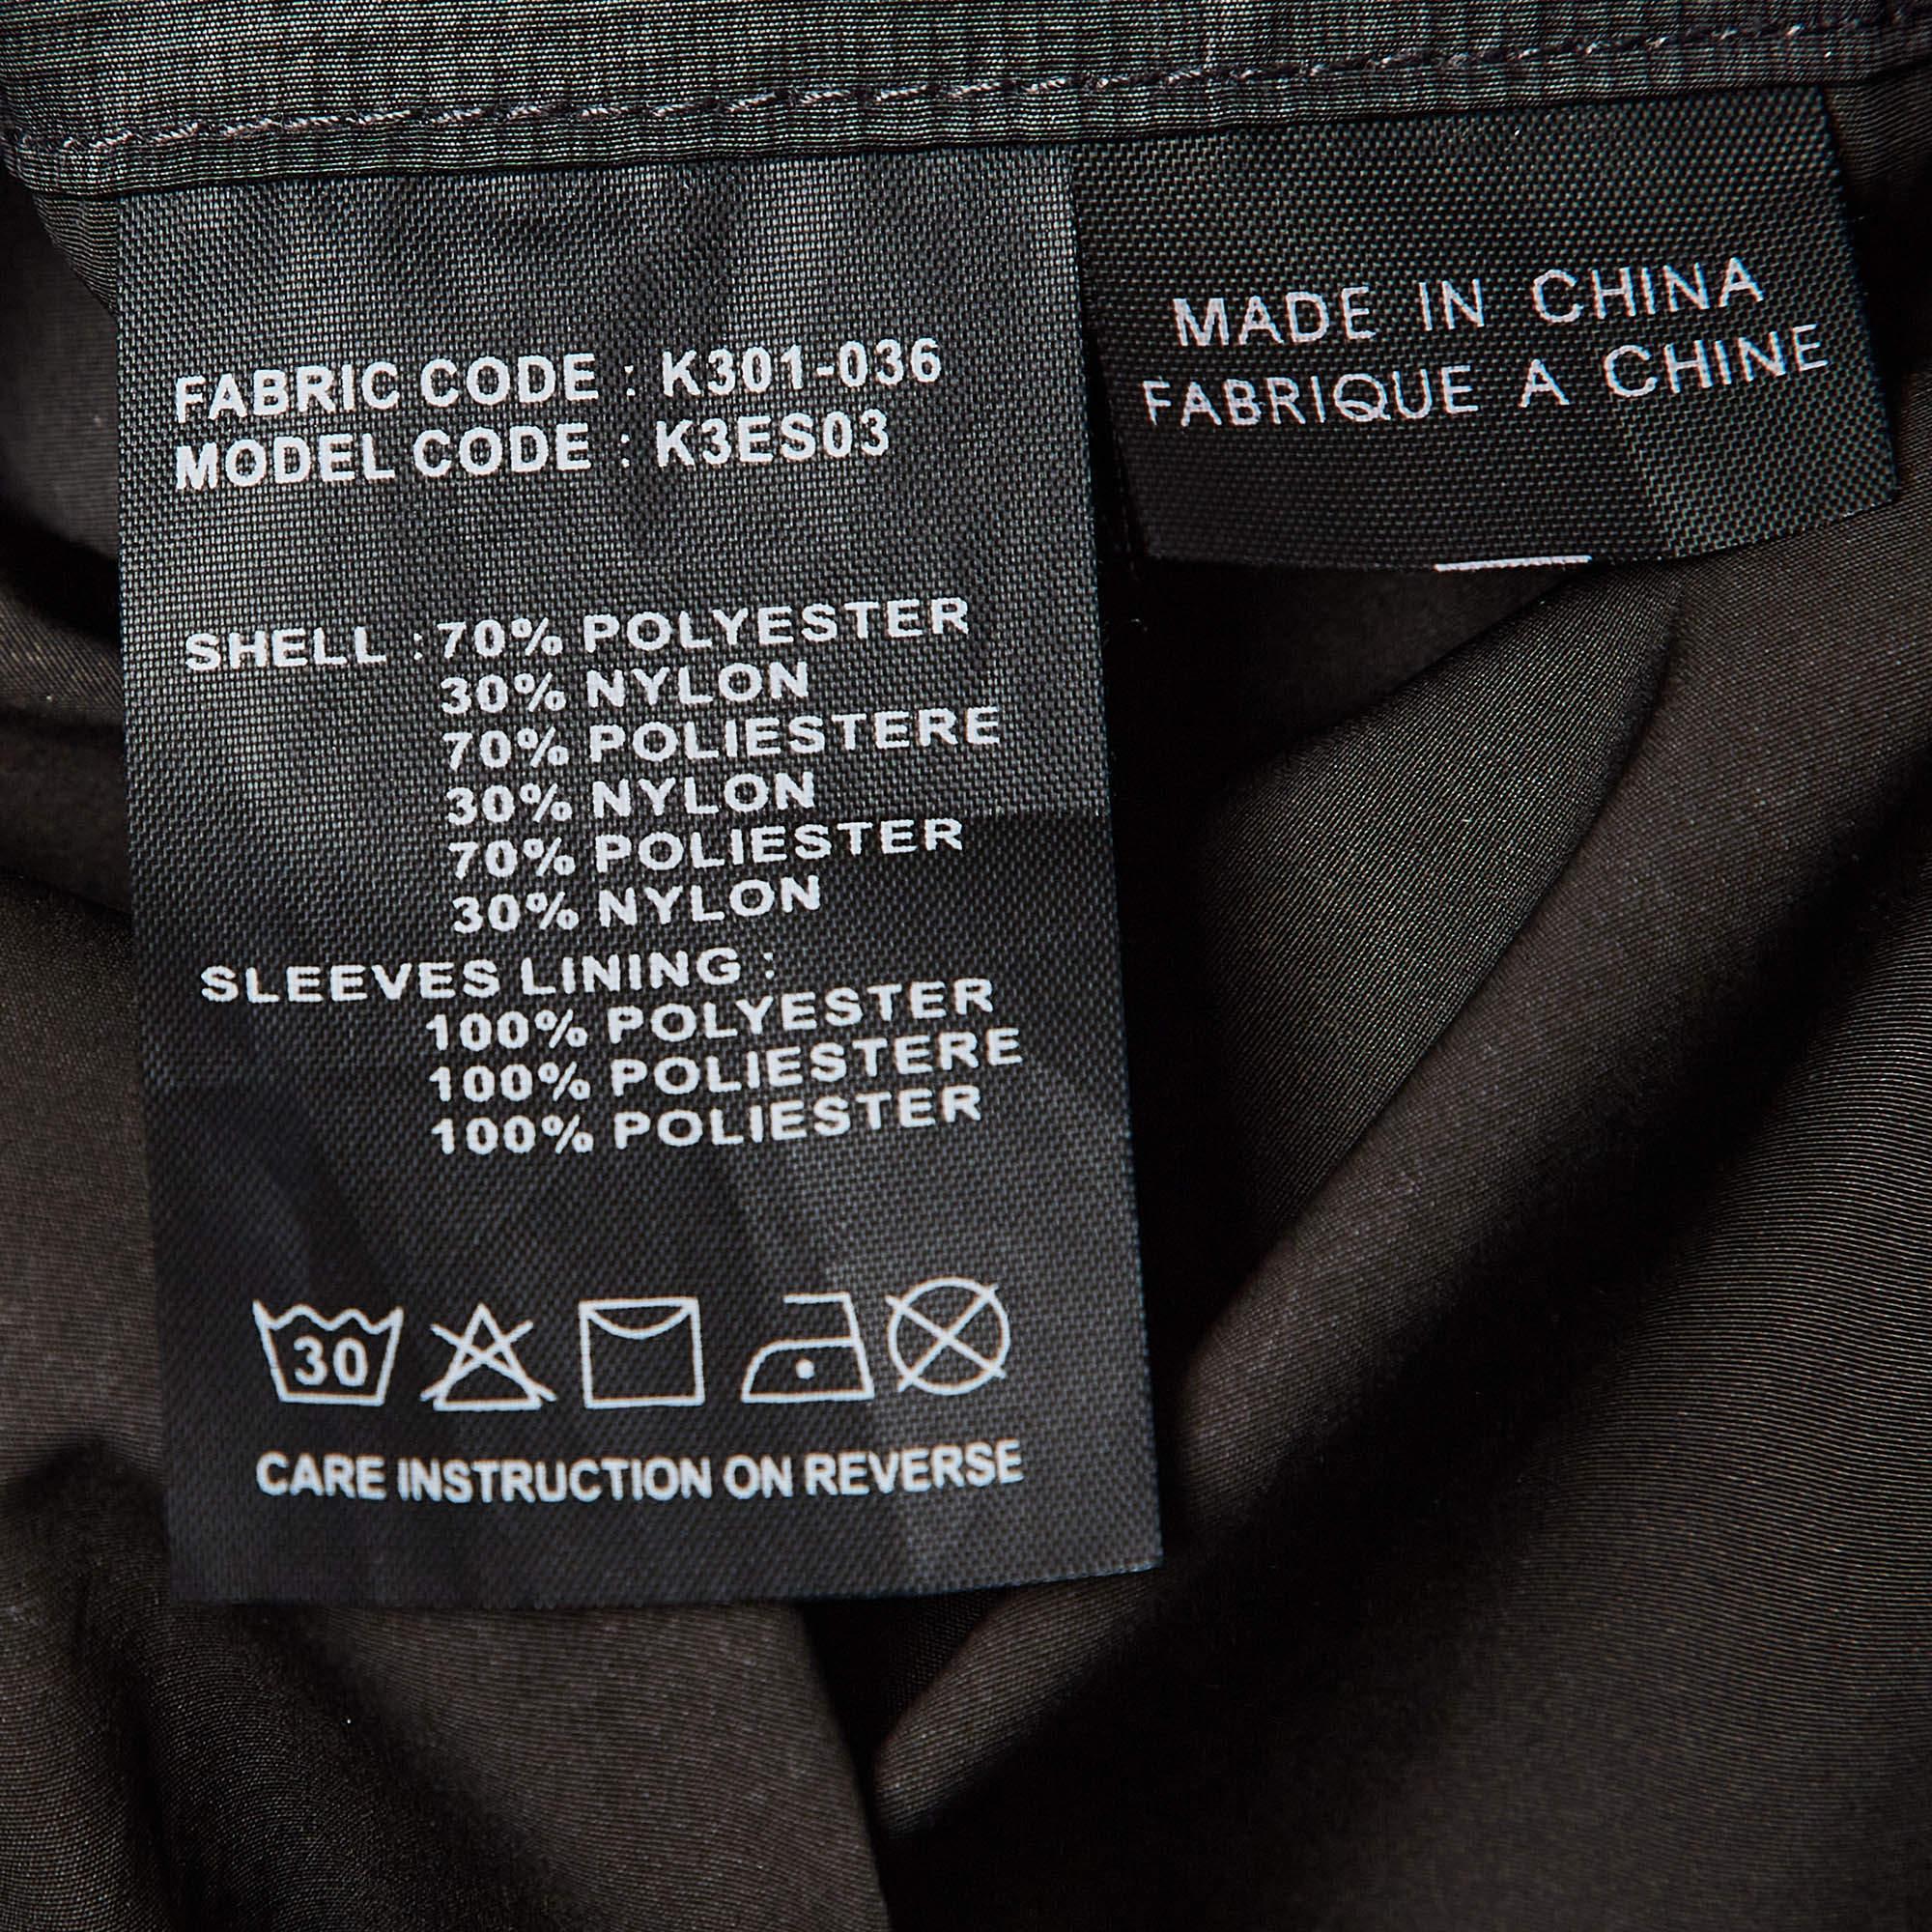 FABRIC CODE : K301-036
MODEL CODE : K3ES03
SHELL : 70% POLYESTER
30% NYLON
70% POLIESTERE
30% NYLON
70% POLIESTER
30% NYLON
SLEEVES LINING :
100% POLYESTER
100% POLIESTERE
100% POLIESTER
30
CARE INSTRUCTION ON REVERSE
MADE IN CHINA
FABRIQUE A CHINE